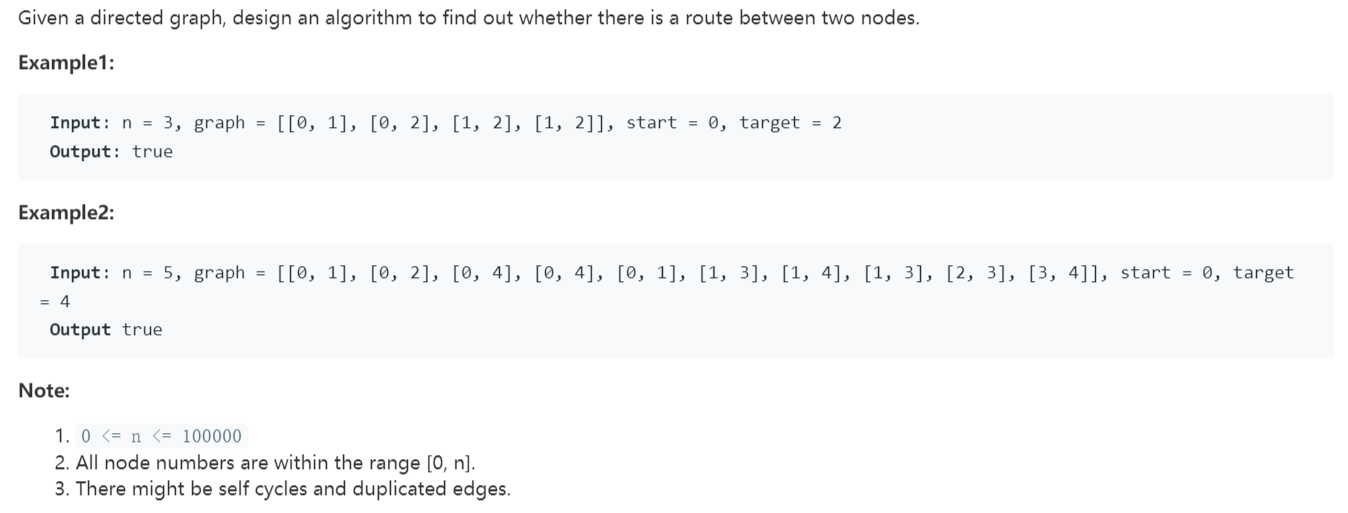 Given a directed graph, design an algorithm to find out whether there is a route between two nodes.
Example1:
Input: n = 3, graph = [[0, 1], [0, 2], [1, 2], [1, 2]], start = 0, target = 2
Output: true
Example2:
Input: n = 5, graph = [[0, 1], [0, 2], [0, 4], [0, 4], [0, 1], [1, 3], [1, 4], [1, 3], [2, 3], [3, 4]], start = 0, target
= 4
Output true
Note:
1. 0 <= n <= 100000
2. All node numbers are within the range [0, n].
3. There might be self cycles and duplicated edges.